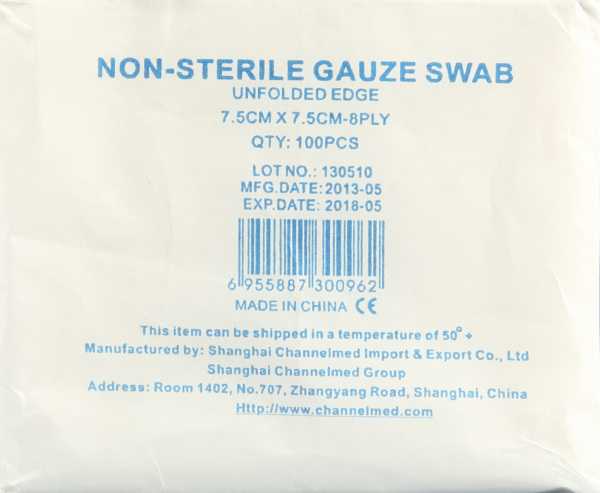 NON-STERILE GAUZE SWAB
UNFOLDED EDGE
7.5CM X 7.5CM-8PLY
QTY: 100PCS
LOT NO.: 130510
MFG.DATE: 2013-05
EXP.DATE: 2018-05
6 955887 300962
MADE IN CHINA CE
This item can be shipped in a temperature of 50° +
Manufactured by: Shanghai Channelmed Import & Export Co., Ltd
Shanghai Channelmed Group
Address: Room 1402, No.707, Zhangyang Road, Shanghai, China
Http://www.channelmed.com